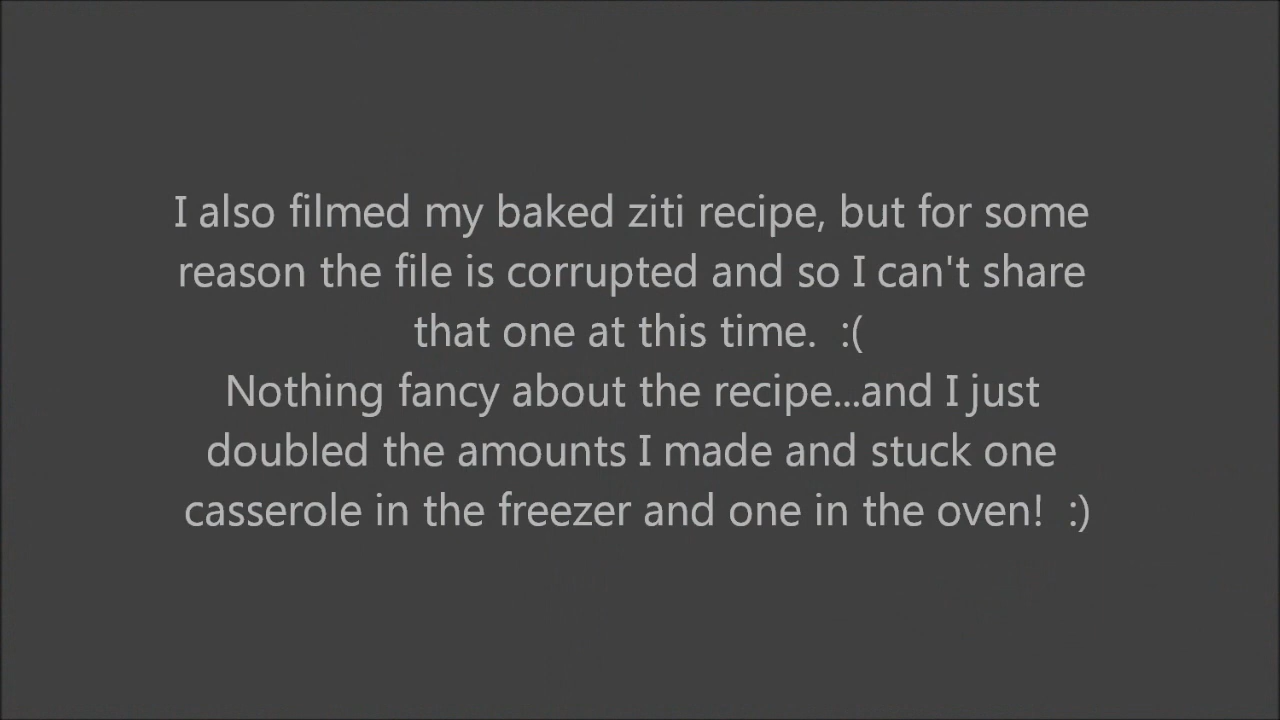 I also filmed my baked ziti recipe, but for some
reason the file is corrupted and so I can't share
that one at this time.  :(
Nothing fancy about the recipe...and I just
doubled the amounts I made and stuck one
casserole in the freezer and one in the oven!  :)